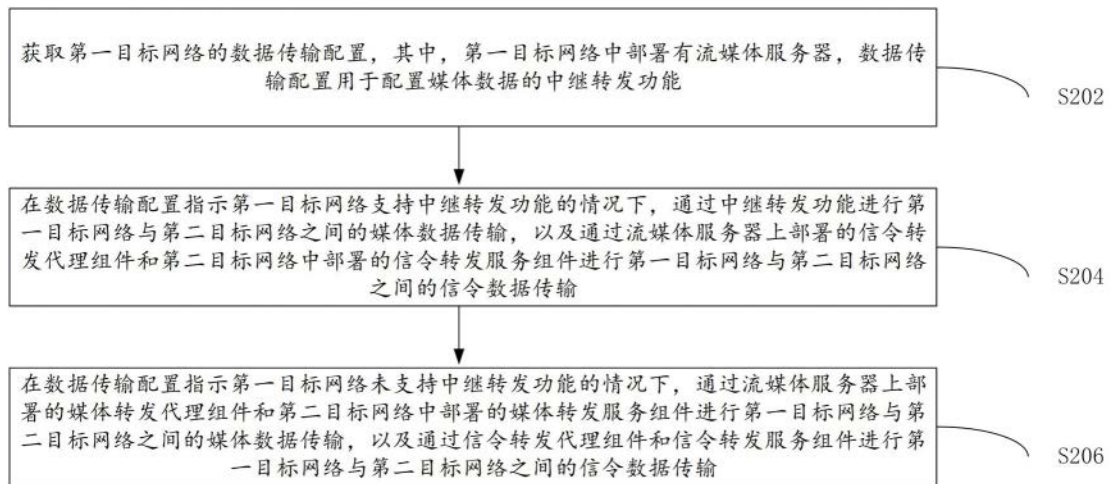 获取第一目标网络的数据传输配置，其中，第一目标网络中部署有流媒体服务器，数据传
输配置用于配置媒体数据的中继转发功能
S202
在数据传输配置指示第一目标网络支持中继转发功能的情况下，通过中继转发功能进行第
一目标网络与第二目标网络之间的媒体数据传输，以及通过流媒体服务器上部署的信令转
发代理组件和第二目标网络中部署的信令转发服务组件进行第一目标网络与第二目标网络
之间的信令数据传输
S204
在数据传输配置指示第一目标网络未支持中继转发功能的情况下，通过流媒体服务器上部
署的媒体转发代理组件和第二目标网络中部署的媒体转发服务组件进行第一目标网络与第
二目标网络之间的媒体数据传输，以及通过信令转发代理组件和信令转发服务组件进行第
一目标网络与第二目标网络之间的信令数据传输
S206